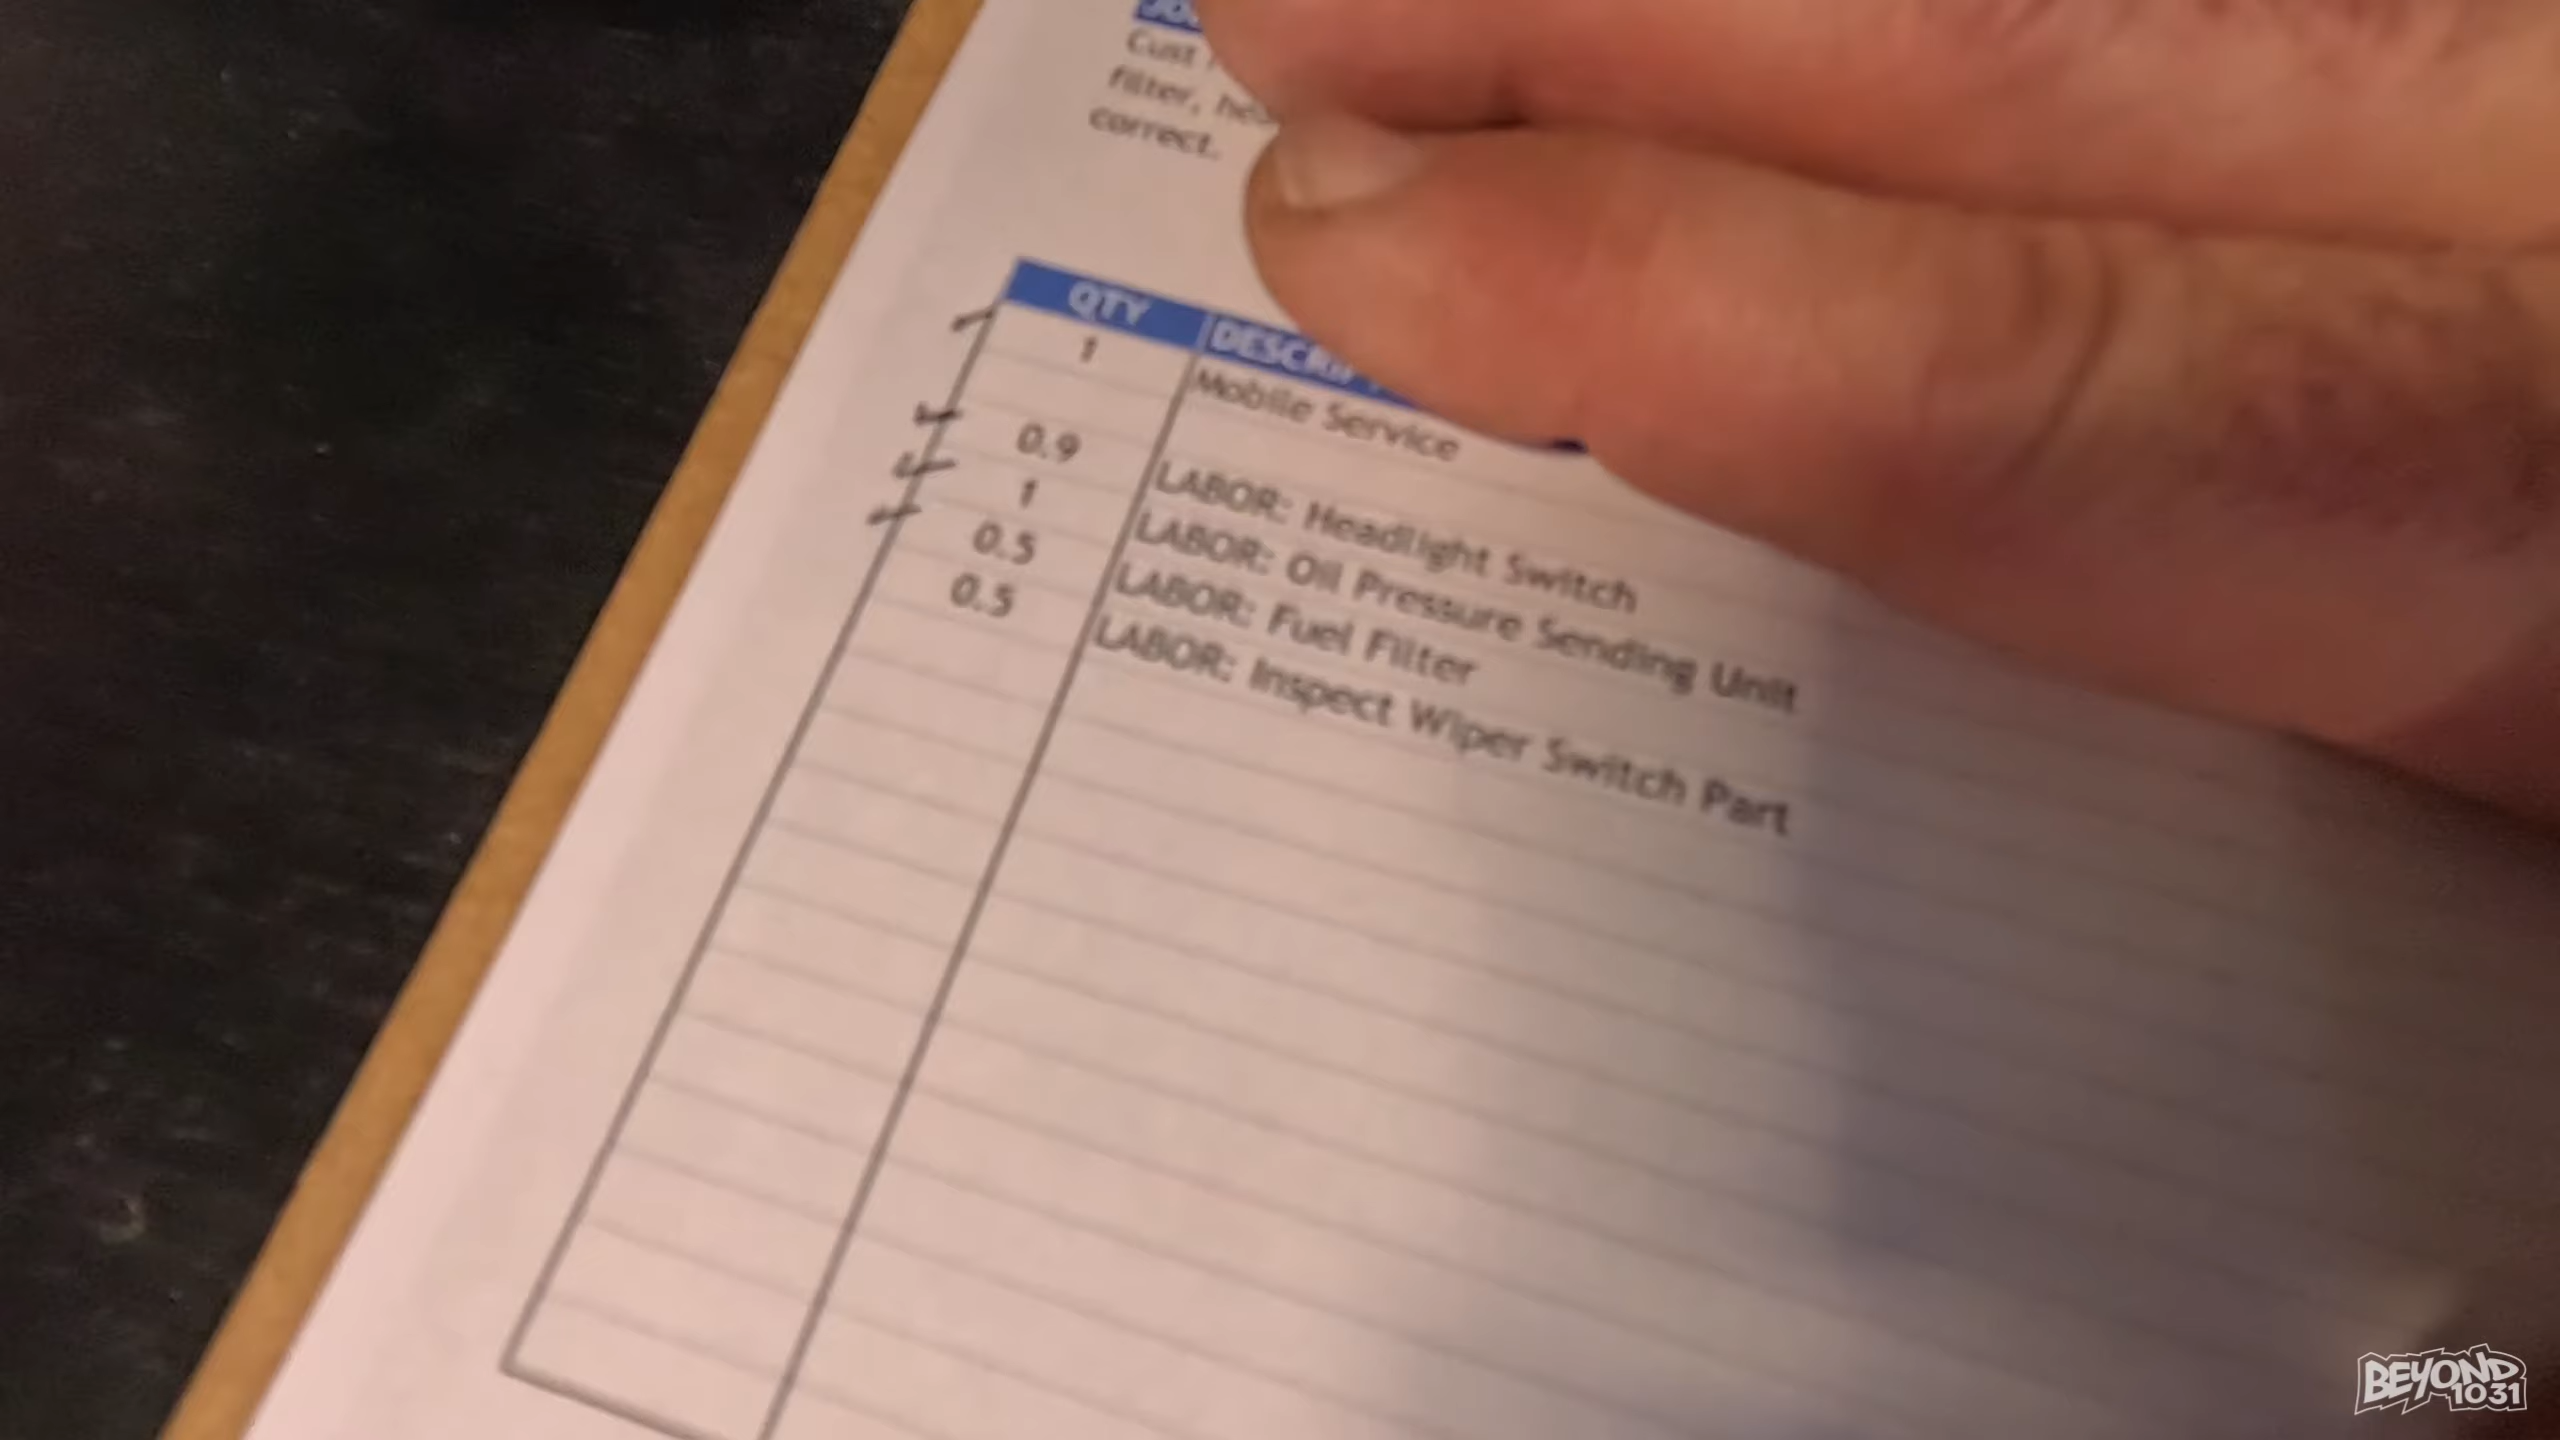 Cust
filter,
correct.
QTY
1 Mobile Service
0.9 LABOR: Headlight Switch
1 LABOR: Oil Pressure Sending Unit
0.5 LABOR: Fuel Filter
0.5 LABOR: Inspect Wiper Switch Part
BEYOND
1031